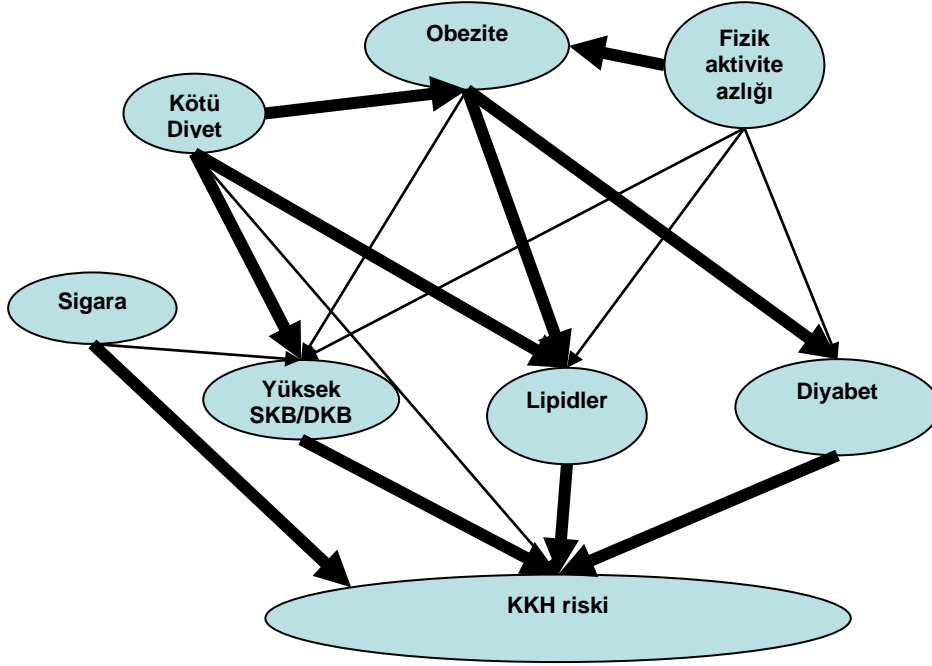 Obezite
Fizik
aktivite
azlığı
Kötü
Diyet
Sigara
Yüksek
SKB/DKB
Lipidler
Diyabet
KKH riski